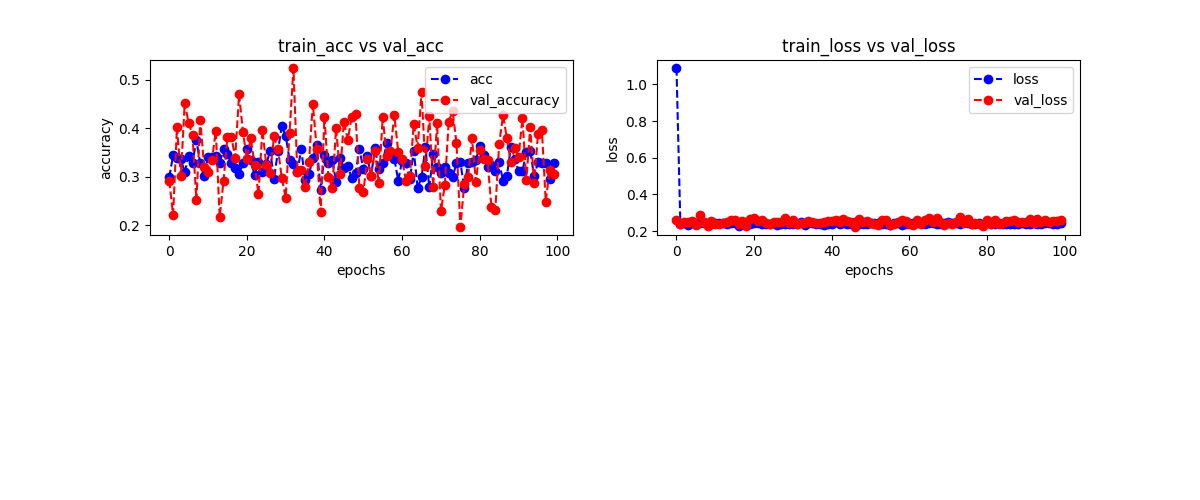 train_acc vs val_acc
0.5
0.4
0.3
0.2
accuracy
acc
val_accuracy
0
20
40
60
80
100
epochs
train_loss vs val_loss
1.0
0.8
0.6
0.4
0.2
loss
loss
val_loss
0
20
40
60
80
100
epochs